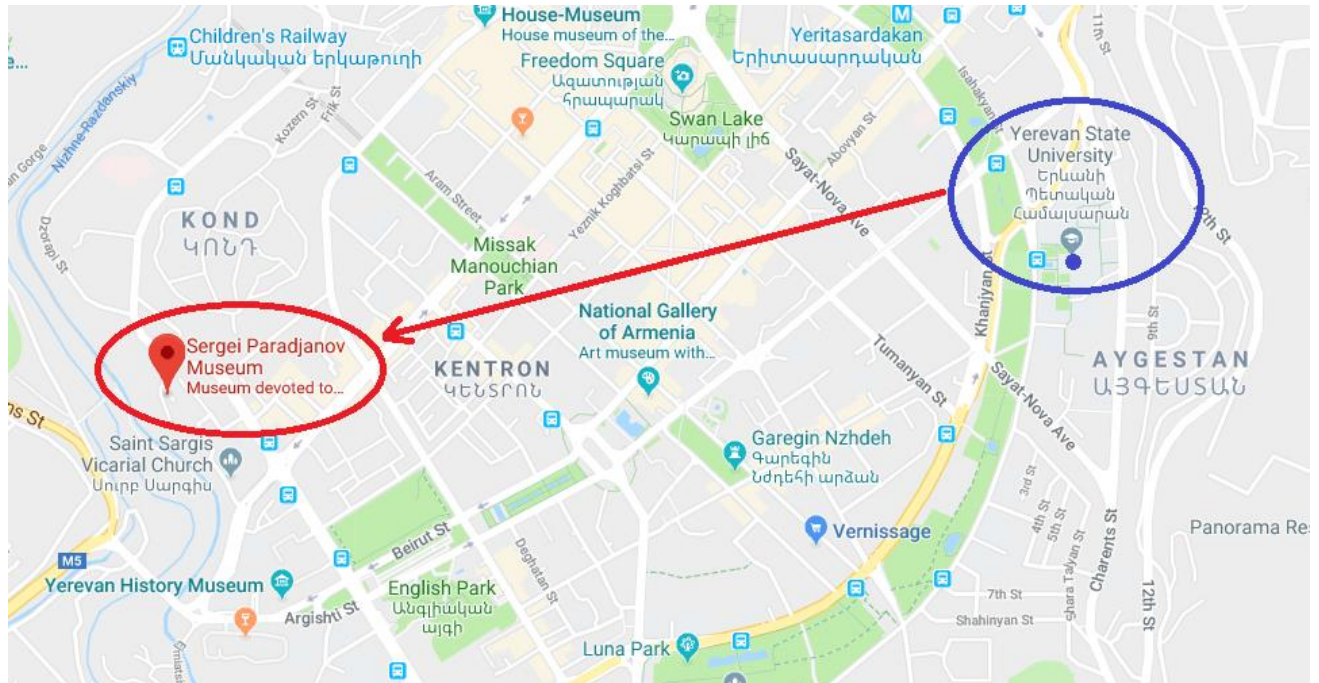 House-Museum
House museum of the...
Children's Railway
Մանկական երկաթուղի
Freedom Square
Ազատության
հրապարակ
Swan Lake
Կարապի լիճ
M
Yeritasardakan
Երիտասարդական
11th St
Isahakyan St
Nizhne-Razdanskiy
Kozern St
Frik St
Abovyan St
Sayat-Nova Ave
Yerevan State
University
Երևանի
Պետական
Համալսարան
Aram Street
Yeznik Koghbatsi St
KOND
ԿՈՆԴ
Dzorapi St
Missak
Manouchian
Park
Khanjyan St
National Gallery
of Armenia
Art museum with...
9th St
Sergei Paradjanov
Museum
Museum devoted to...
KENTRON
ԿԵՆՏՐՈՆ
Tumanyan St
Sayat-Nova Ave
AYGESTAN
ԱՅԳԵՍՏԱՆ
Saint Sargis
Vicarial Church
Սուրբ Սարգիս
Garegin Nzhdeh
Գարեգին
Նժդեհի արձան
3rd St
4th St
5th St
Charents St
Vernissage
Panorama Re
Beirut St
Deghatan St
M5
Yerevan History Museum
English Park
Անգլիական
այգի
Argishti St
7th St
Shahinyan St
Shara Talyan St
12th St
Luna Park